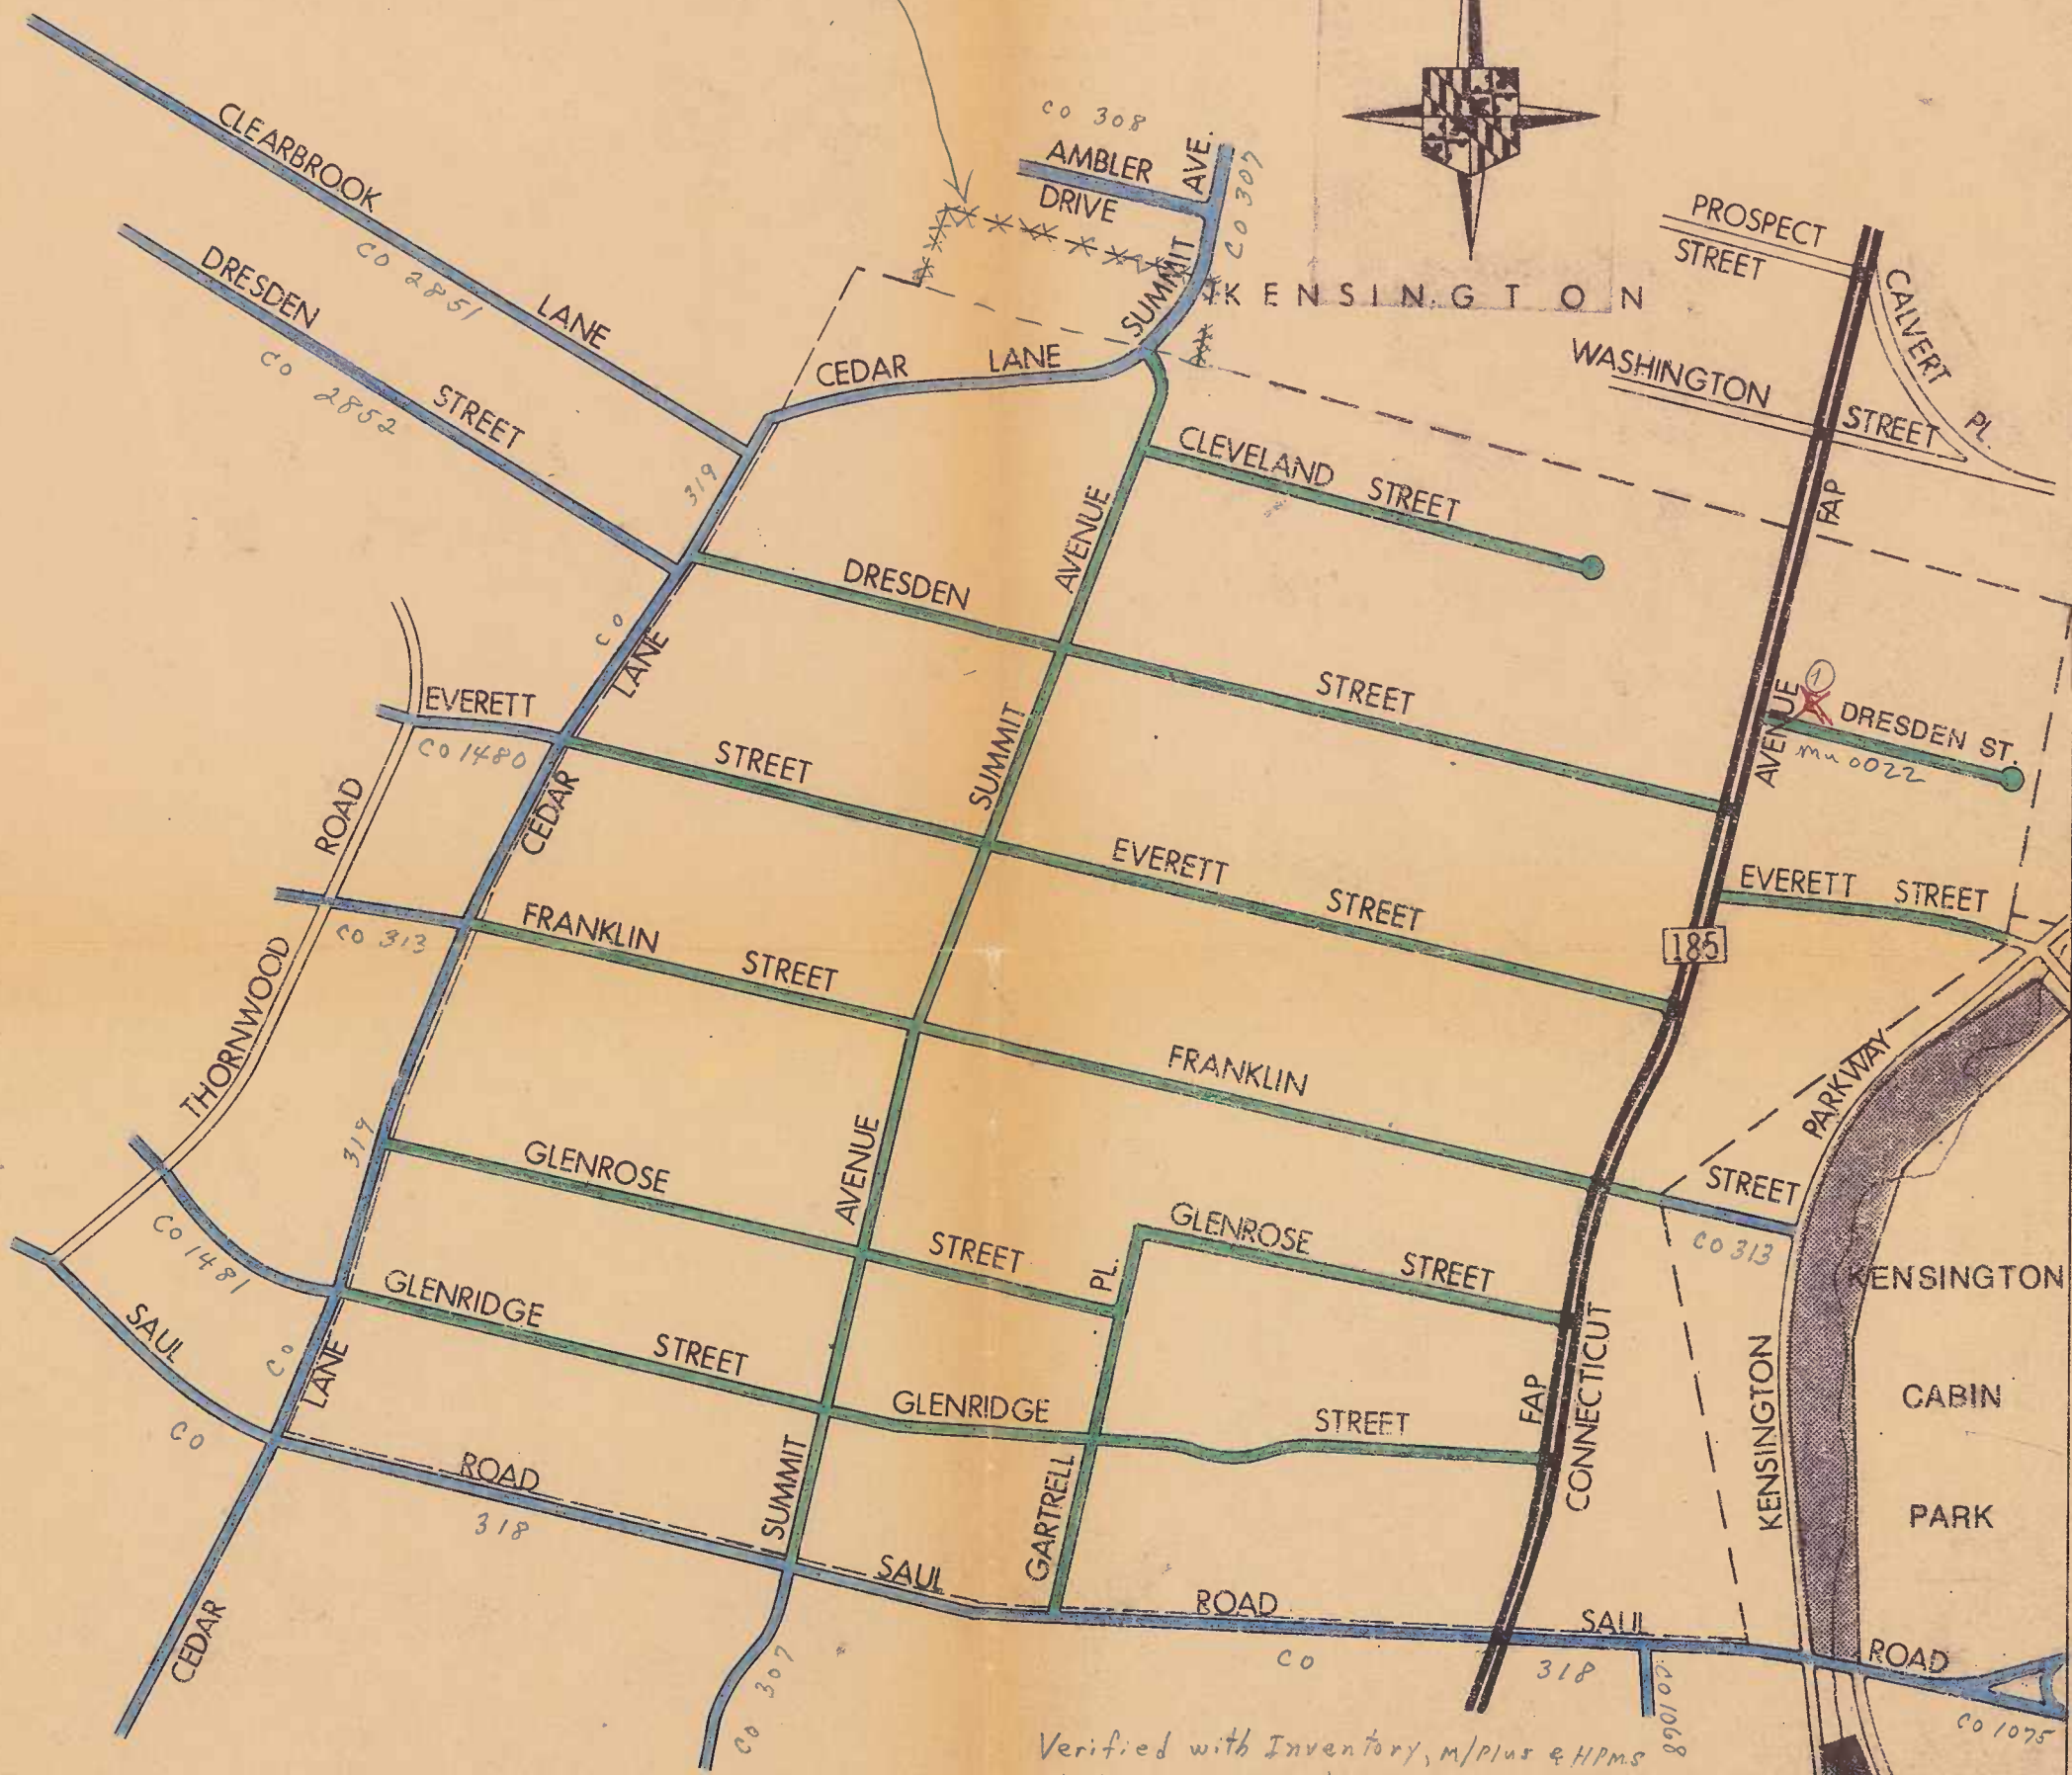 CO 308
AMBLER
DRIVE
AVE.
SUMMIT
CO 307
KENSINGTON
PROSPECT
STREET
CALVERT
PL.
WASHINGTON
STREET
FAP
CLEARBROOK
LANE
CO 2851
DRESDEN
STREET
CO 2852
CEDAR
LANE
319
CO
LANE
CLEVELAND STREET
AVENUE
DRESDEN
STREET
1
AVENUE
DRESDEN ST.
mu 0022
EVERETT
CO 1480
CEDAR
STREET
SUMMIT
EVERETT
STREET
EVERETT STREET
185
ROAD
THORNWOOD
CO 313
FRANKLIN
STREET
FRANKLIN
STREET
CO 313
PARKWAY
319
GLENROSE
AVENUE
STREET
PL.
GLENROSE
STREET
CO 1481
GLENRIDGE
STREET
GLENRIDGE
STREET
FAP
CONNECTICUT
KENSINGTON
KENSINGTON
CABIN
PARK
SAUL
CO
CO
LANE
ROAD
318
SUMMIT
GARTRELL
SAUL
ROAD
CO
SAUL
318
ROAD
CO 1068
CO 1075
CEDAR
CO 307
Verified with Inventory, M/Plus & HPMS